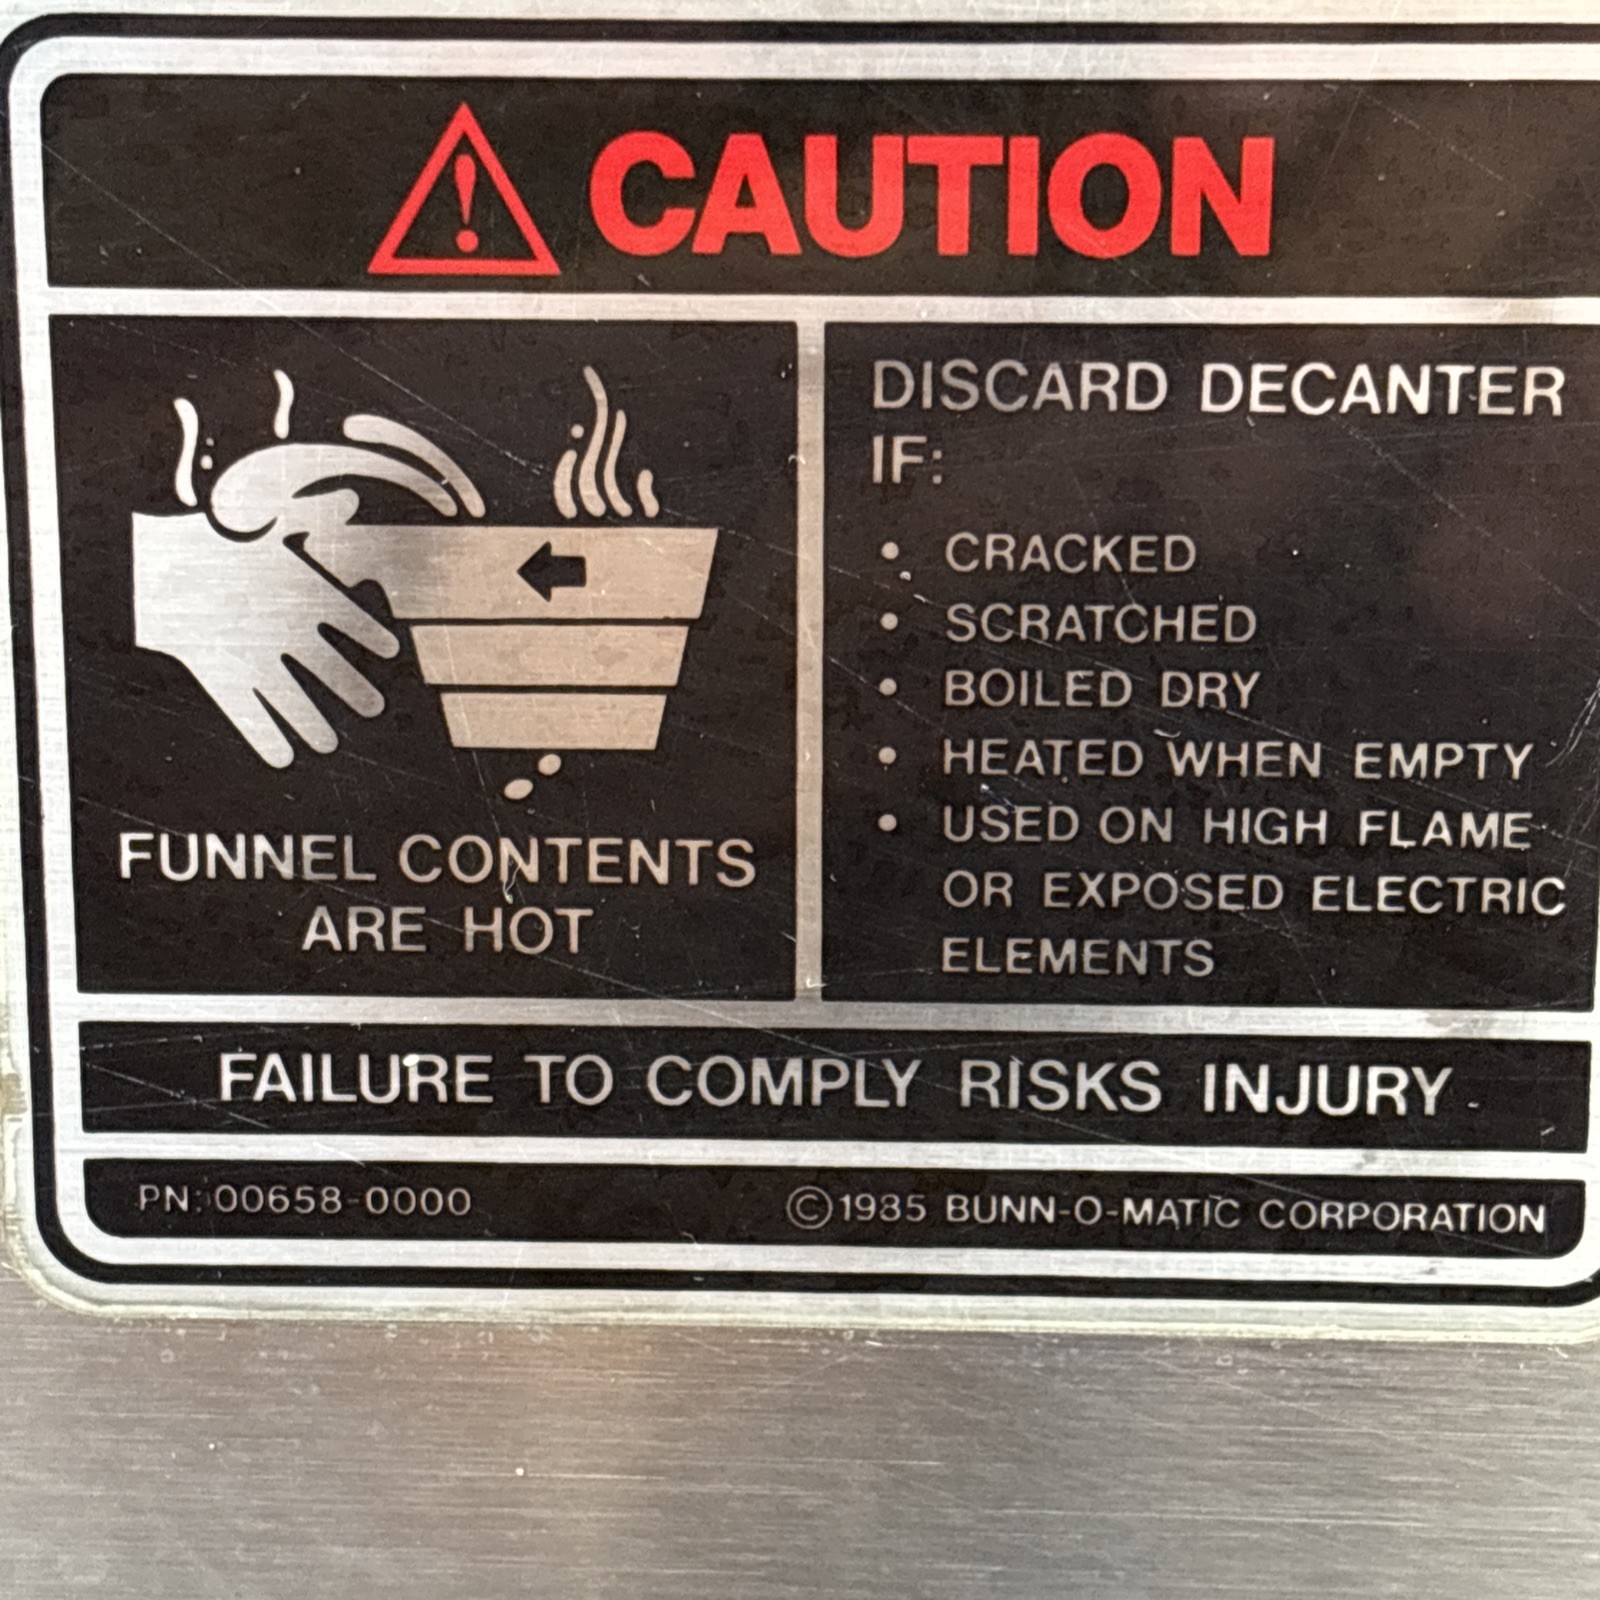 CAUTION
FUNNEL CONTENTS
ARE HOT
DISCARD DECANTER
IF:
• CRACKED
• SCRATCHED
• BOILED DRY
• HEATED WHEN EMPTY
• USED ON HIGH FLAME
OR EXPOSED ELECTRIC
ELEMENTS
FAILURE TO COMPLY RISKS INJURY
PN: 00658-0000
©1985 BUNN-O-MATIC CORPORATION